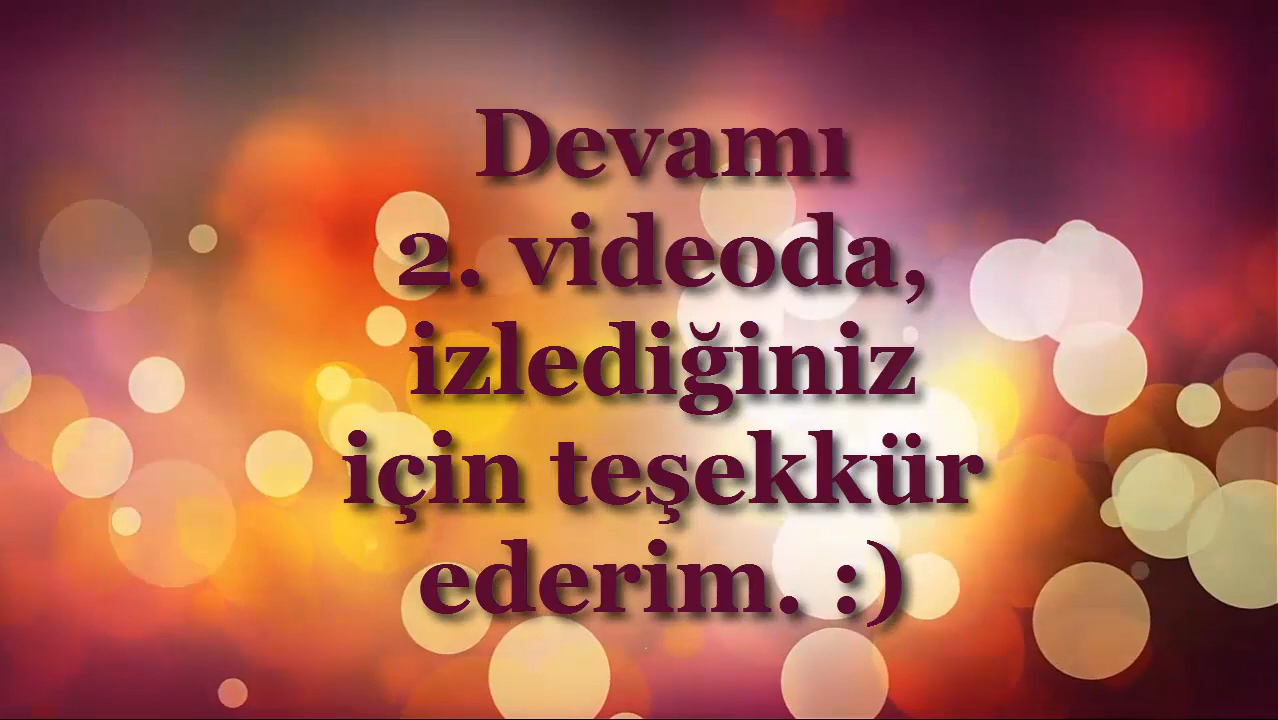 Devamı
2. videoda,
izlediğiniz
için teşekkür
ederim. :)